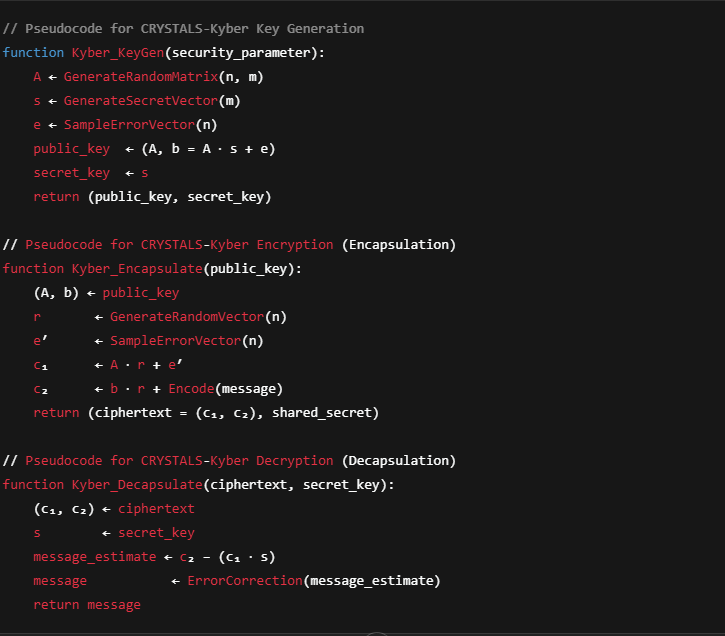 // Pseudocode for CRYSTALS-Kyber Key Generation
function Kyber_KeyGen(security_parameter):
A ← GenerateRandomMatrix(n, m)
s ← GenerateSecretVector(m)
e ← SampleErrorVector(n)
public_key ← (A, b = A · s + e)
secret_key ← s
return (public_key, secret_key)
// Pseudocode for CRYSTALS-Kyber Encryption (Encapsulation)
function Kyber_Encapsulate(public_key):
(A, b) ← public_key
r ← GenerateRandomVector(n)
e′ ← SampleErrorVector(n)
c₁ ← A · r + e′
c₂ ← b · r + Encode(message)
return (ciphertext = (c₁, c₂), shared_secret)
// Pseudocode for CRYSTALS-Kyber Decryption (Decapsulation)
function Kyber_Decapsulate(ciphertext, secret_key):
(c₁, c₂) ← ciphertext
s ← secret_key
message_estimate ← c₂ − (c₁ · s)
message ← ErrorCorrection(message_estimate)
return message